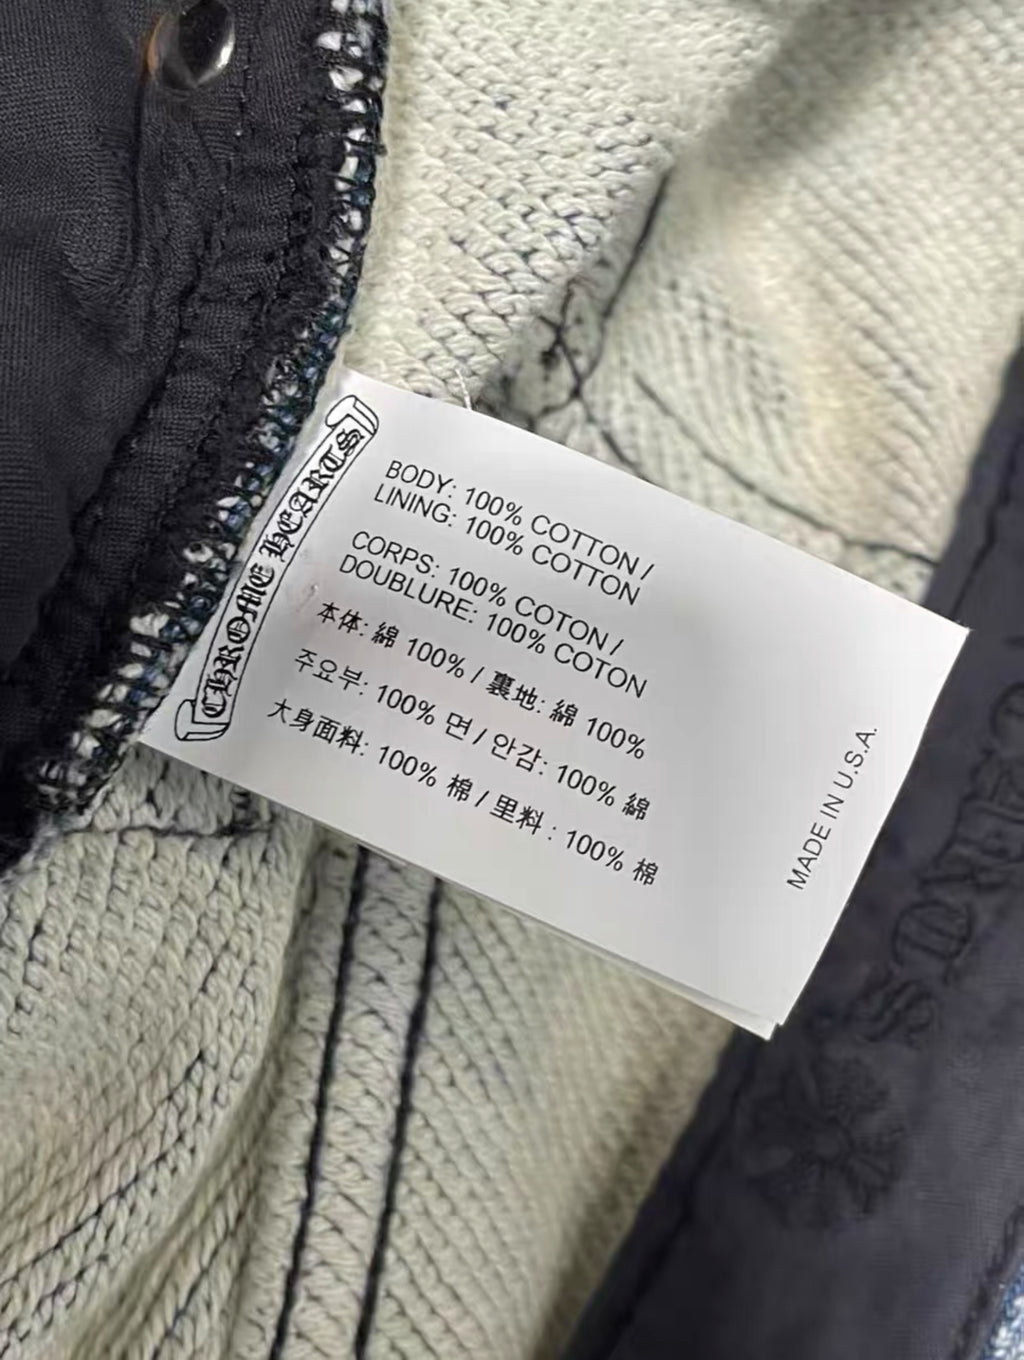 CHROME HEARTS
BODY: 100% COTTON /
LINING: 100% COTTON
CORPS: 100% COTON /
DOUBLURE: 100% COTON
本体: 綿 100% / 裏地: 綿 100%
주요부: 100% 면 / 안감: 100% 綿
大身面料: 100% 棉 / 里料 : 100% 棉
MADE IN U.S.A.